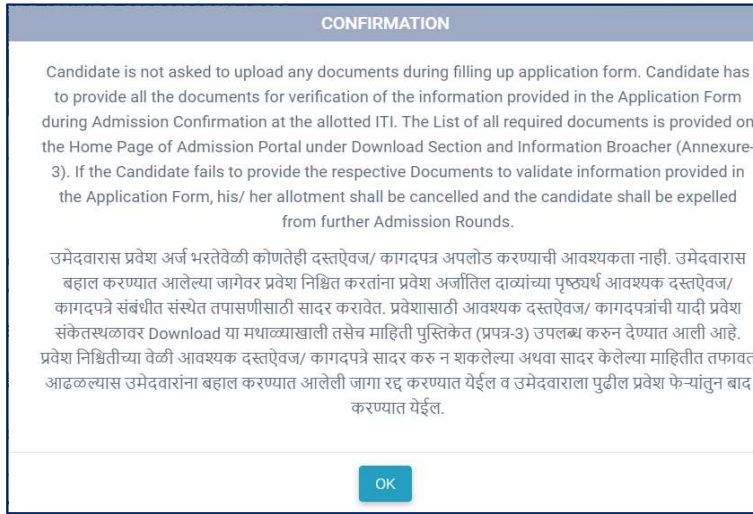 CONFIRMATION
Candidate is not asked to upload any documents during filling up application form. Candidate has
to provide all the documents for verification of the information provided in the Application Form
during Admission Confirmation at the allotted ITI. The List of all required documents is provided on
the Home Page of Admission Portal under Download Section and Information Broacher (Annexure-
3). If the Candidate fails to provide the respective Documents to validate information provided in
the Application Form, his/ her allotment shall be cancelled and the candidate shall be expelled
from further Admission Rounds.
उमेदवारास प्रवेश अर्ज भरतेवेळी कोणतेही दस्तऐवज/ कागदपत्र अपलोड करण्याची आवश्यकता नाही. उमेदवारास
बहाल करण्यात आलेल्या जागेवर प्रवेश निश्चित करतांना प्रवेश अर्जातिल दाव्यांच्या पृष्ठ्यर्थ आवश्यक दस्तऐवज/
कागदपत्रे संबंधीत संस्थेत तपासणीसाठी सादर करावेत. प्रवेशासाठी आवश्यक दस्तऐवज/ कागदपत्रांची यादी प्रवेश
संकेतस्थळावर Download या मथाळ्याखाली तसेच माहिती पुस्तिकेत (प्रपत्र-3) उपलब्ध करुन देण्यात आली आहे.
प्रवेश निश्चितीच्या वेळी आवश्यक दस्तऐवज/ कागदपत्रे सादर करु न शकलेल्या अथवा सादर केलेल्या माहितीत तफावत
आढळल्यास उमेदवारांना बहाल करण्यात आलेली जागा रद्द करण्यात येईल व उमेदवाराला पुढील प्रवेश फेऱ्यांतुन बाद
करण्यात येईल.
OK